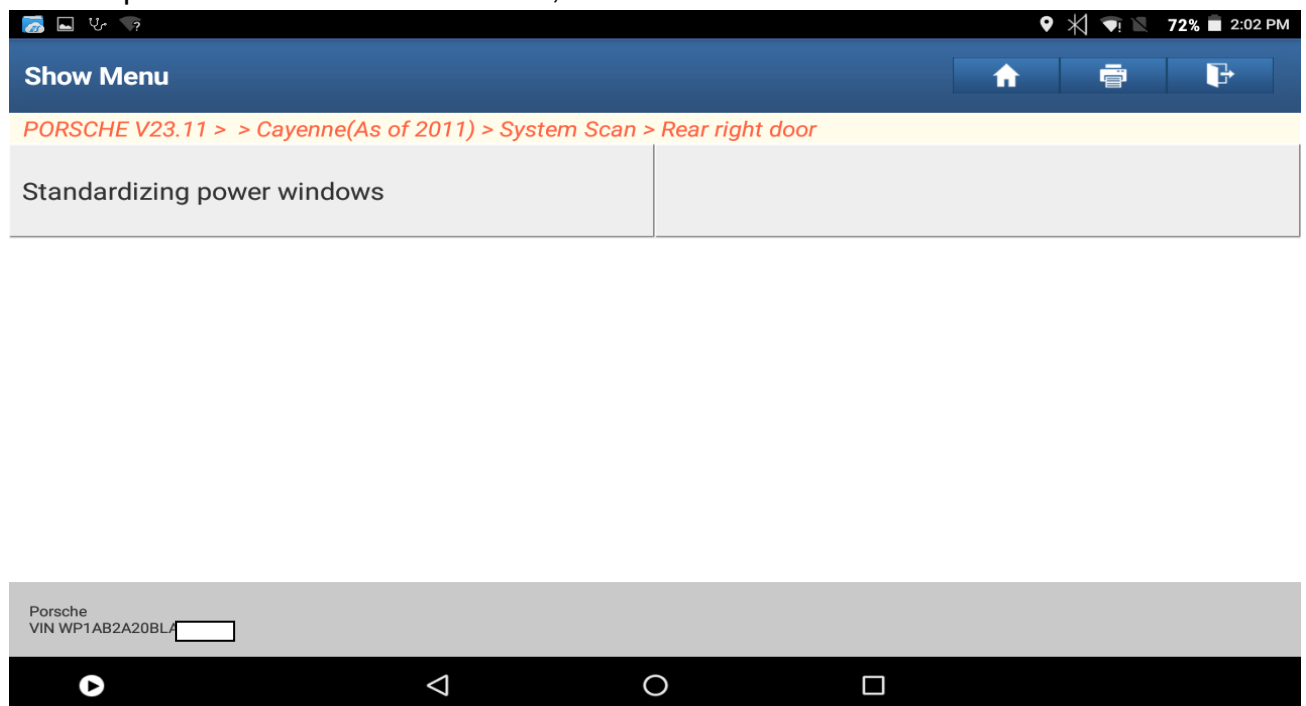 72% 2:02 PM
Show Menu
PORSCHE V23.11 > > Cayenne(As of 2011) > System Scan > Rear right door
Standardizing power windows
Porsche
VIN WP1AB2A20BLA